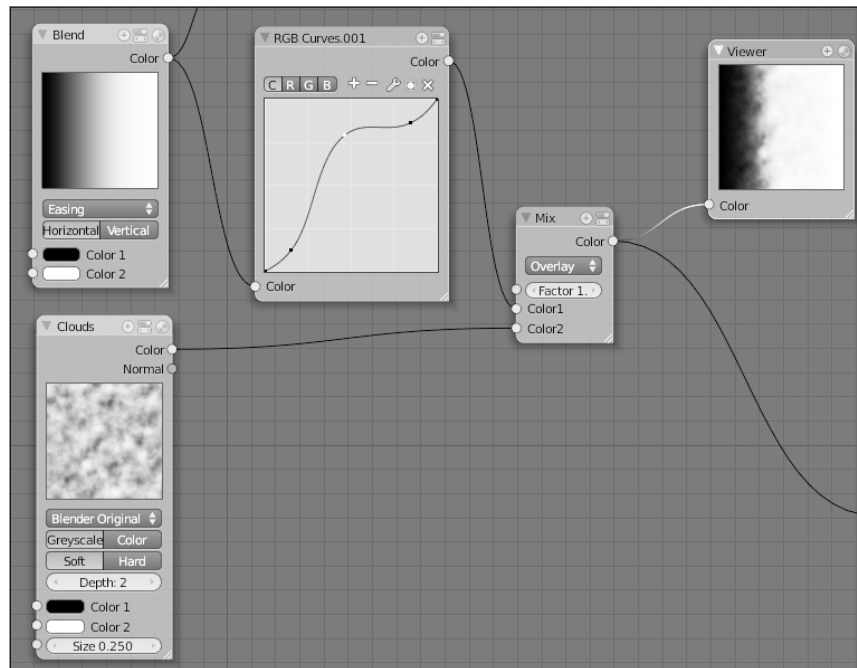 Blend
Color
Easing
Horizontal Vertical
Color 1
Color 2
RGB Curves.001
Color
C R G B
Color
Viewer
Color
Mix
Color
Overlay
Factor 1.
Color1
Color2
Clouds
Color
Normal
Blender Original
Greyscale Color
Soft Hard
Depth: 2
Color 1
Color 2
Size 0.250